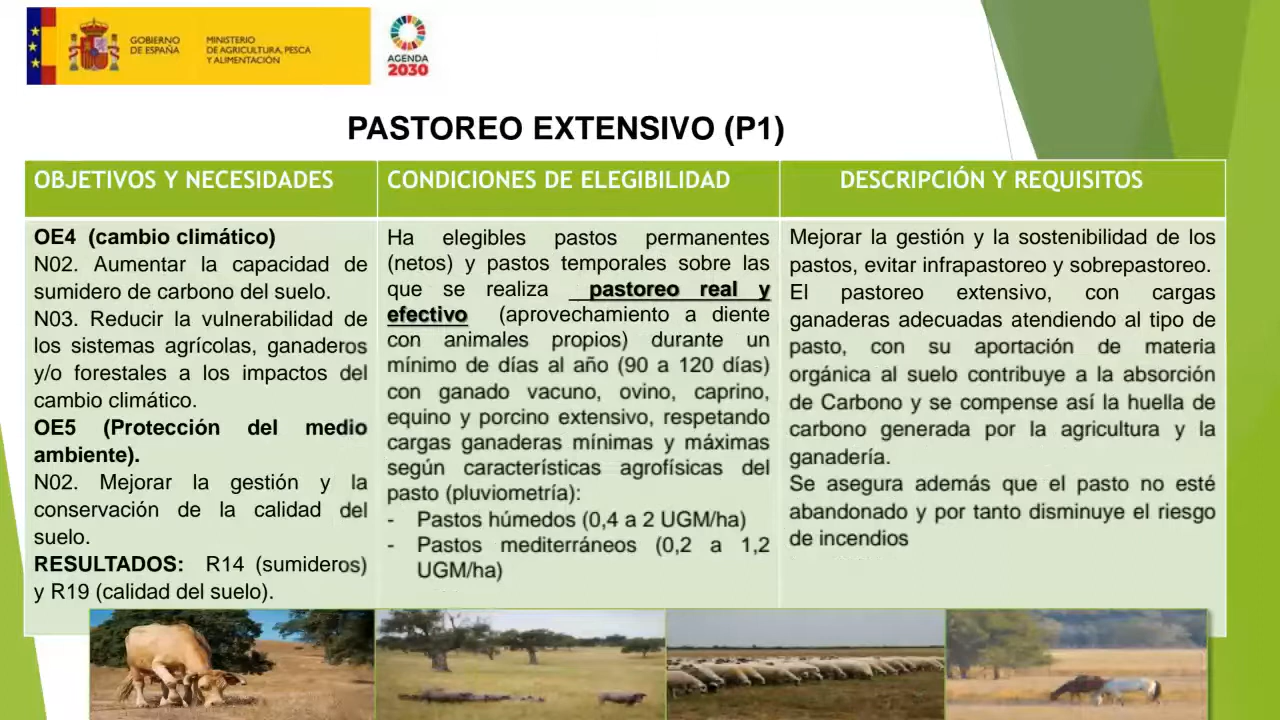 GOBIERNO
DE ESPAÑA
MINISTERIO
DE AGRICULTURA, PESCA
Y ALIMENTACIÓN
AGENDA
2030
PASTOREO EXTENSIVO (P1)
OBJETIVOS Y NECESIDADES
OE4 (cambio climático)
N02. Aumentar la capacidad de
sumidero de carbono del suelo.
N03. Reducir la vulnerabilidad de
los sistemas agrícolas, ganaderos
y/o forestales a los impactos del
cambio climático.
OE5 (Protección del medio
ambiente).
N02. Mejorar la gestión y la
conservación de la calidad del
suelo.
RESULTADOS: R14 (sumideros)
y R19 (calidad del suelo).
CONDICIONES DE ELEGIBILIDAD
Ha elegibles pastos permanentes
(netos) y pastos temporales sobre las
que se realiza pastoreo real y
efectivo (aprovechamiento a diente
con animales propios) durante un
mínimo de días al año (90 a 120 días)
con ganado vacuno, ovino, caprino,
equino y porcino extensivo, respetando
cargas ganaderas mínimas y máximas
según características agrofísicas del
pasto (pluviometría):
- Pastos húmedos (0,4 a 2 UGM/ha)
- Pastos mediterráneos (0,2 a 1,2
UGM/ha)
DESCRIPCIÓN Y REQUISITOS
Mejorar la gestión y la sostenibilidad de los
pastos, evitar infrapastoreo y sobrepastoreo.
El pastoreo extensivo, con cargas
ganaderas adecuadas atendiendo al tipo de
pasto, con su aportación de materia
orgánica al suelo contribuye a la absorción
de Carbono y se compense así la huella de
carbono generada por la agricultura y la
ganadería.
Se asegura además que el pasto no esté
abandonado y por tanto disminuye el riesgo
de incendios